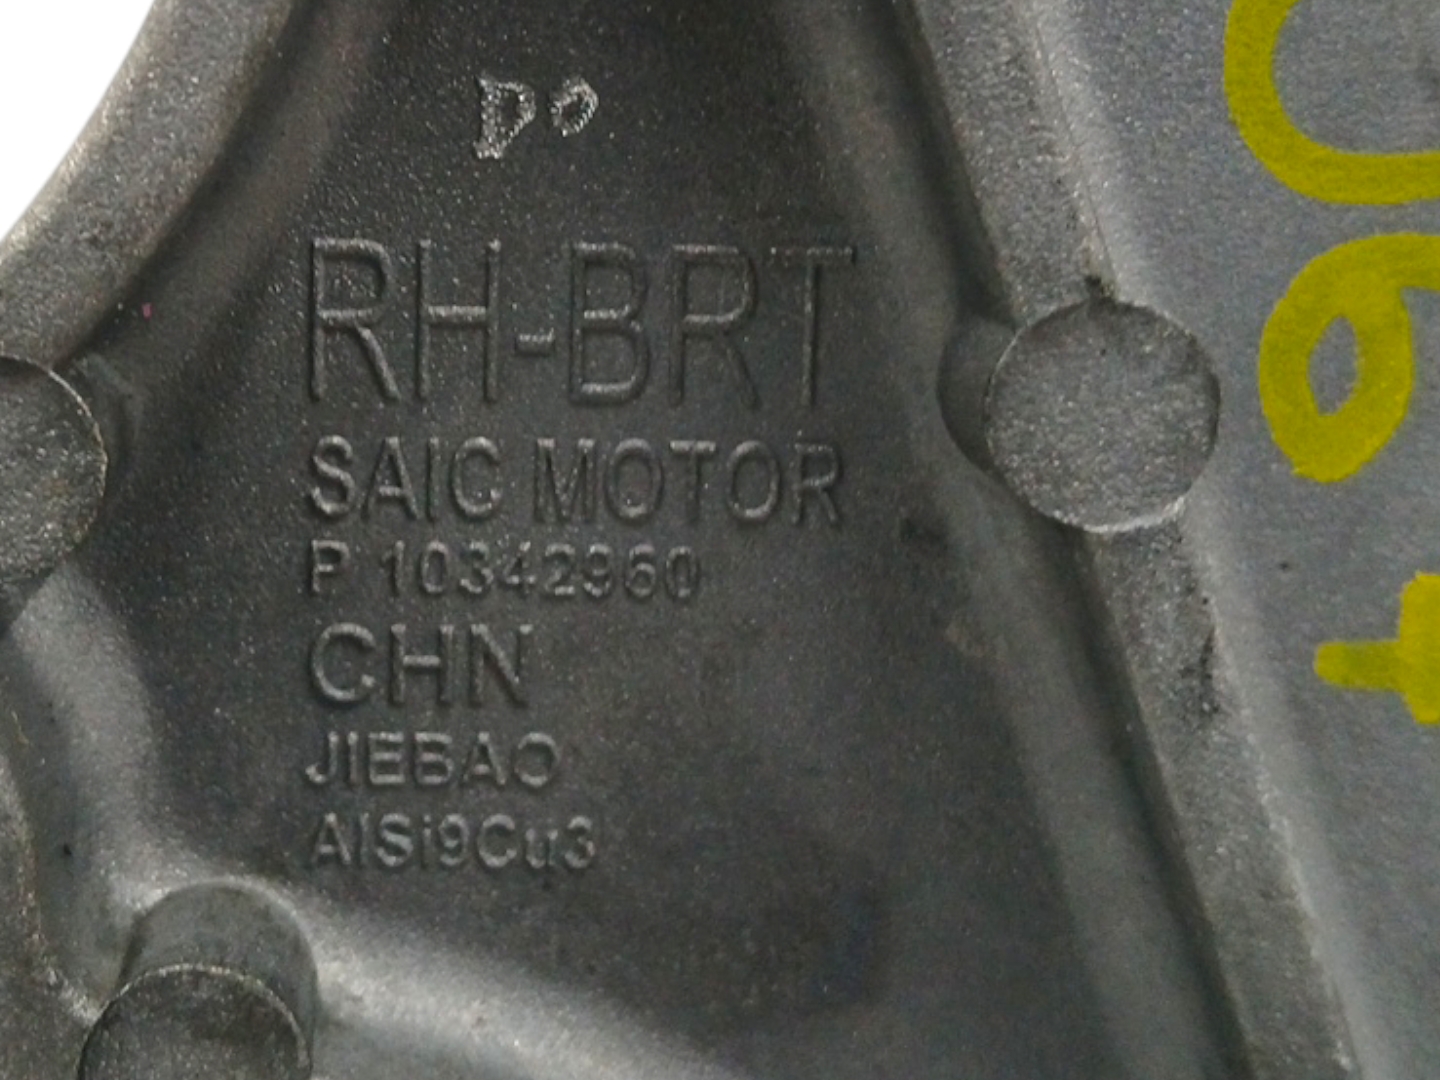 RH-BRT
SAIC MOTOR
P 10342960
CHN
JIEBAO
AlSi9Cu3